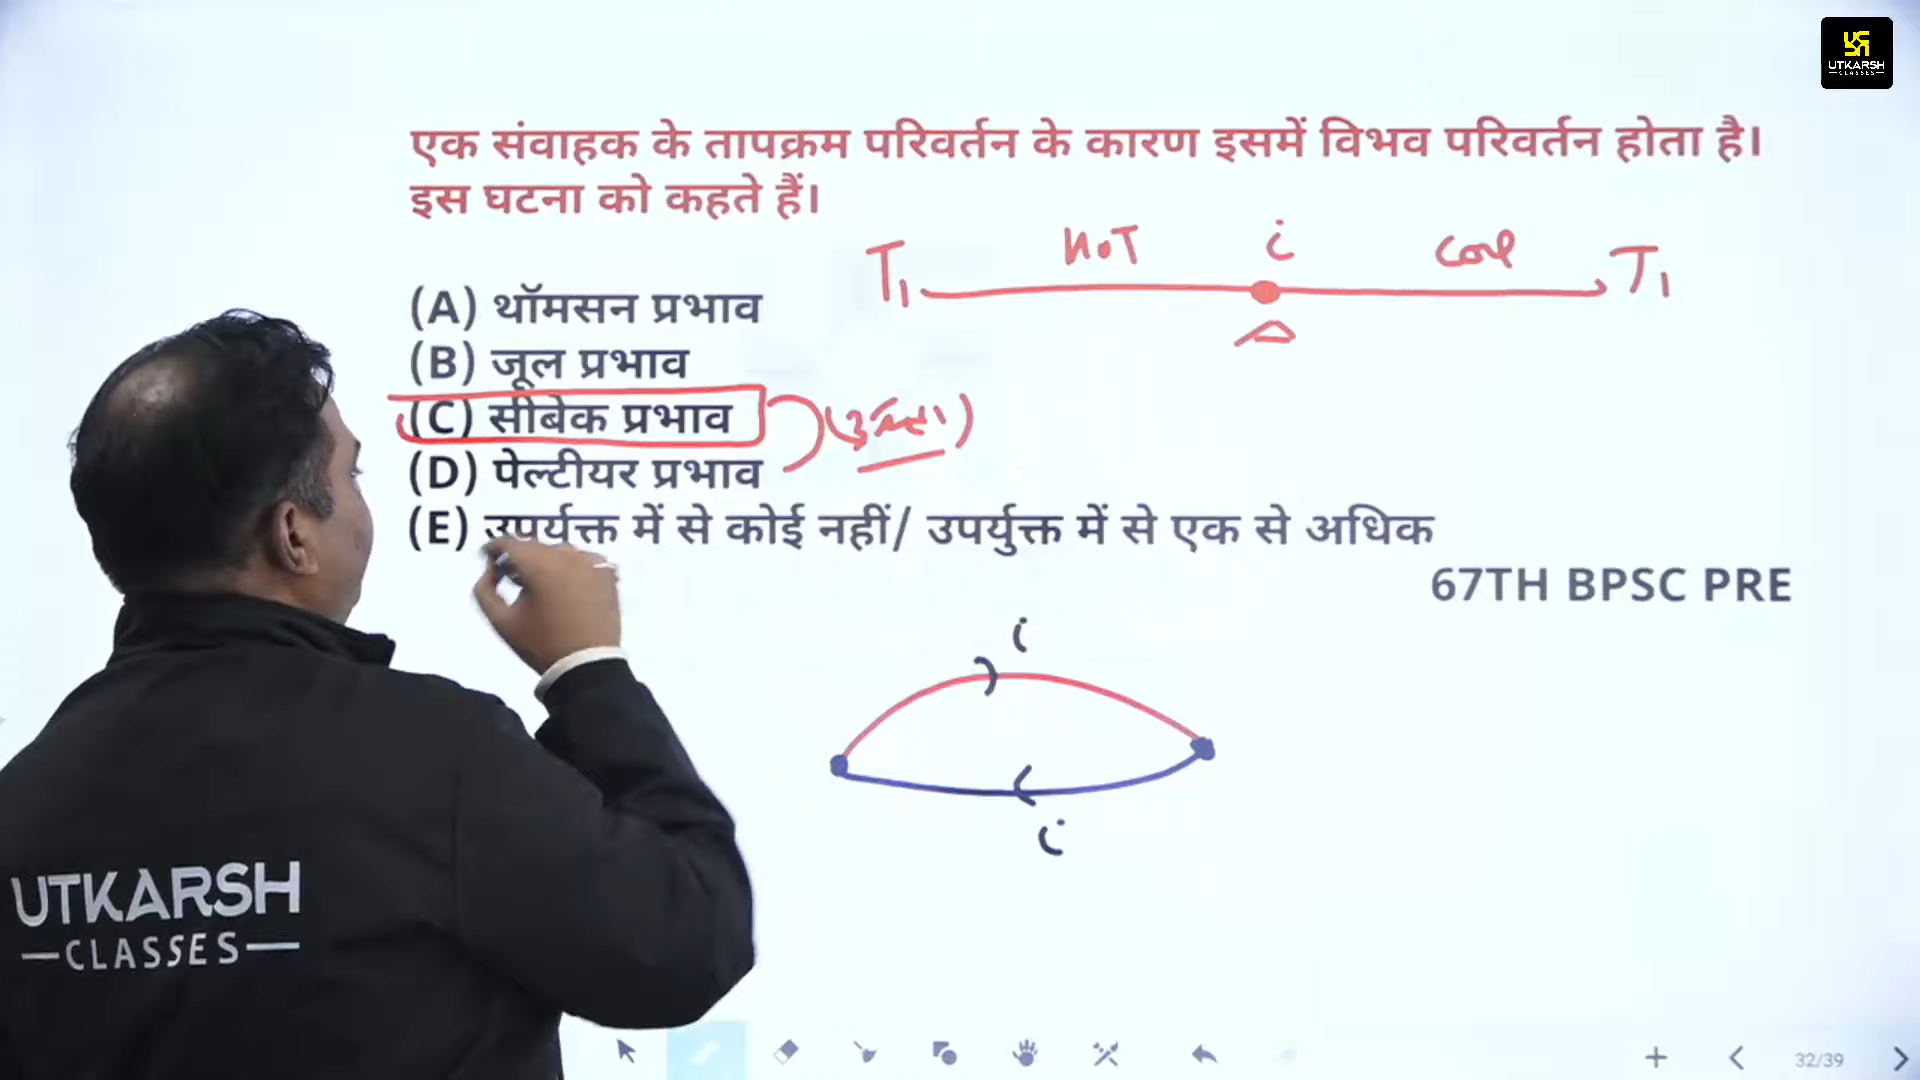 UTKARSH
CLASSES
एक संवाहक के तापक्रम परिवर्तन के कारण इसमें विभव परिवर्तन होता है।
इस घटना को कहते हैं।
T₁ HOT i T₁
(A) थॉमसन प्रभाव
(B) जूल प्रभाव
(C) सीबेक प्रभाव
(D) पेल्टीयर प्रभाव
(E) उपर्युक्त में से कोई नहीं/ उपर्युक्त में से एक से अधिक
67TH BPSC PRE
i
i
UTKARSH
CLASSES
32/39